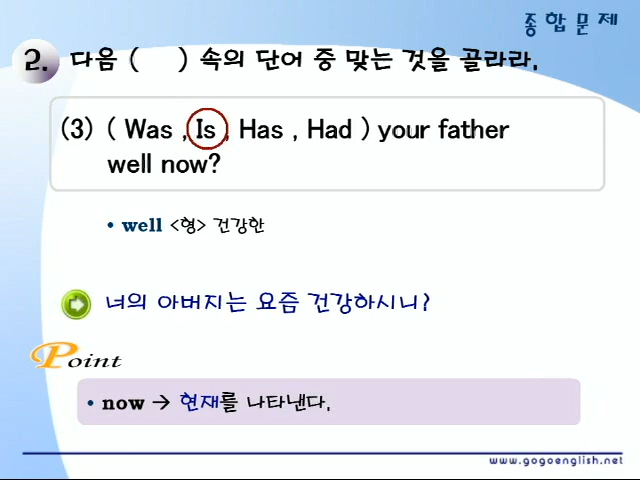 종합문제
2. 다음 ( ) 속의 단어 중 맞는 것을 골라라.
(3) ( Was , Is , Has , Had ) your father
well now?
• well <형> 건강한
너의 아버지는 요즘 건강하시니?
Point
• now → 현재를 나타낸다.
www.gogoenglish.net